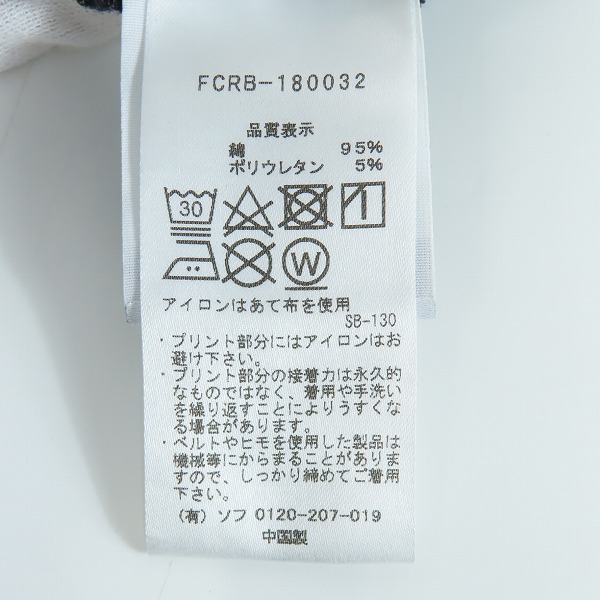 FCRB-180032
品質表示
綿 95%
ポリウレタン 5%
30
W
アイロンはあて布を使用
SB-130
・プリント部分にはアイロンはお
避け下さい。
・プリント部分の接着力は永久的
なものではなく、着用や手洗い
を繰り返すことによりうすくな
る場合があります。
・ベルトやヒモを使用した製品は
機械等にからまることがありま
すので、しっかり締めてご着用
下さい。
(有)ソフ 0120-207-019
中国製